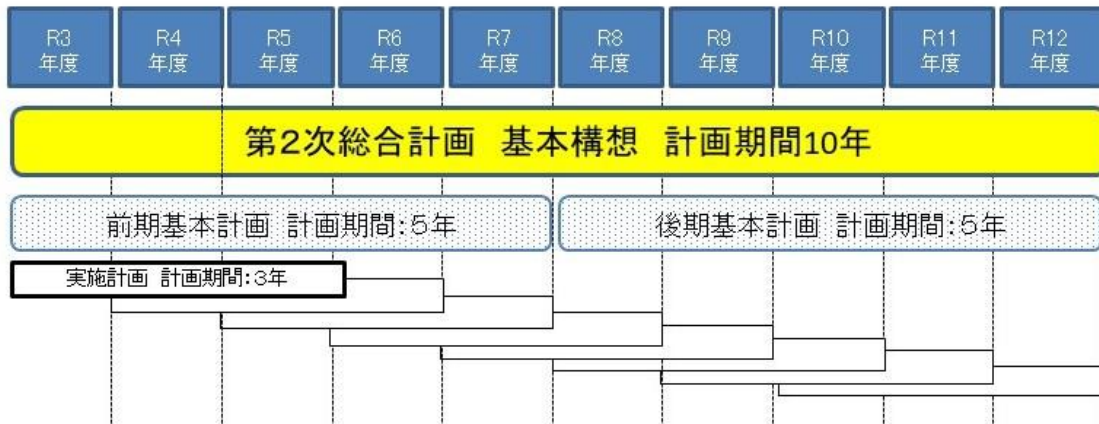 R3
年度
R4
年度
R5
年度
R6
年度
R7
年度
R8
年度
R9
年度
R10
年度
R11
年度
R12
年度
第2次総合計画 基本構想 計画期間10年
前期基本計画 計画期間:5年
後期基本計画 計画期間:5年
実施計画 計画期間:3年